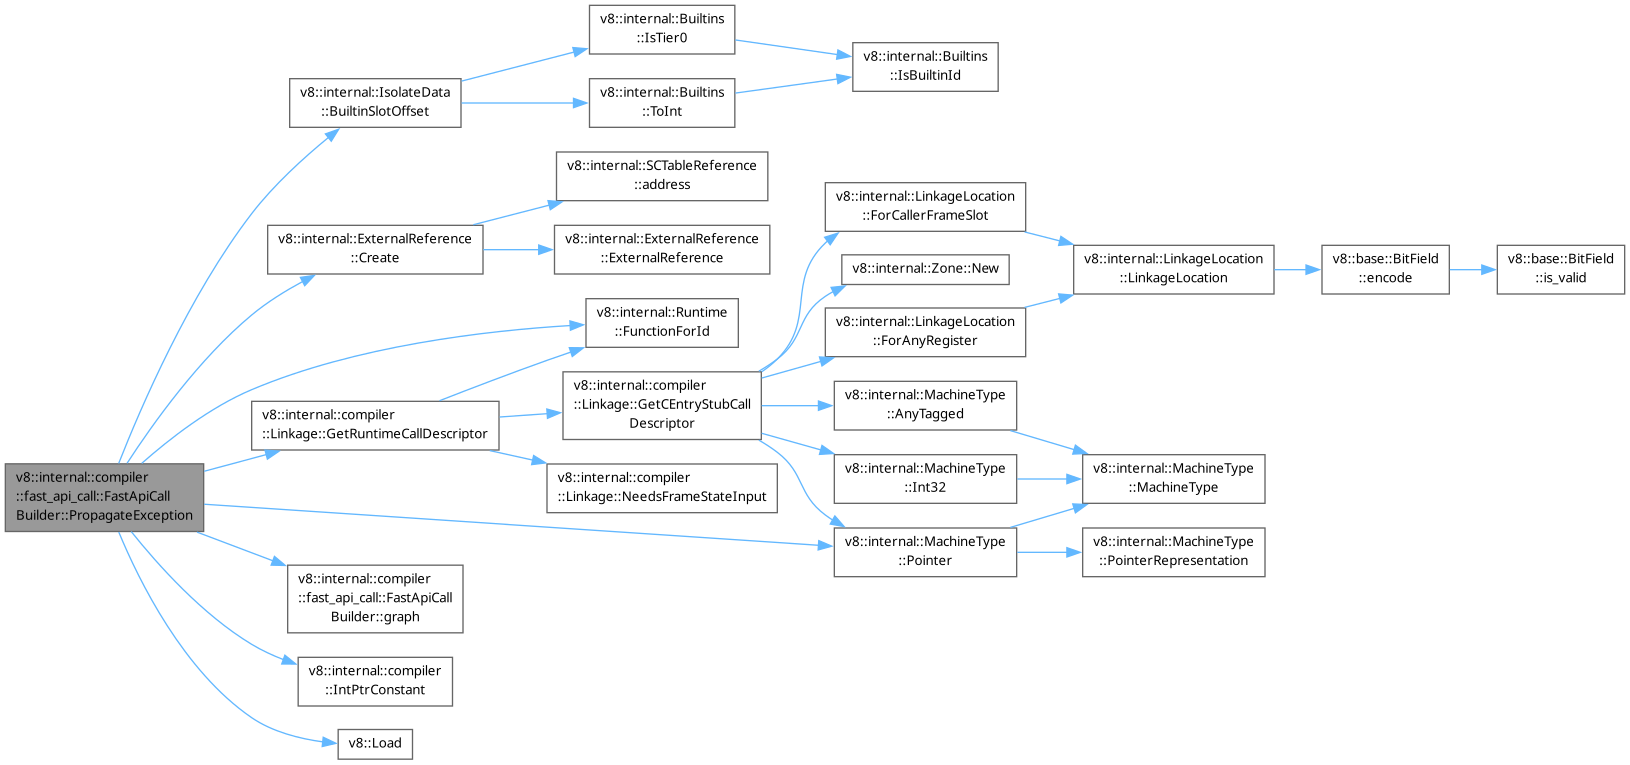 v8::internal::compiler
::fast_api_call::FastApiCall
Builder::PropagateException
v8::internal::IsolateData
::BuiltinSlotOffset
v8::internal::Builtins
::IsTier0
v8::internal::Builtins
::ToInt
v8::internal::Builtins
::IsBuiltinId
v8::internal::ExternalReference
::Create
v8::internal::SCTableReference
::address
v8::internal::ExternalReference
::ExternalReference
v8::internal::Runtime
::FunctionForId
v8::internal::compiler
::Linkage::GetRuntimeCallDescriptor
v8::internal::compiler
::Linkage::GetCEntryStubCall
Descriptor
v8::internal::compiler
::Linkage::NeedsFrameStateInput
v8::internal::LinkageLocation
::ForCallerFrameSlot
v8::internal::Zone::New
v8::internal::LinkageLocation
::ForAnyRegister
v8::internal::LinkageLocation
::LinkageLocation
v8::base::BitField
::encode
v8::base::BitField
::is_valid
v8::internal::MachineType
::AnyTagged
v8::internal::MachineType
::Int32
v8::internal::MachineType
::Pointer
v8::internal::MachineType
::MachineType
v8::internal::MachineType
::PointerRepresentation
v8::internal::compiler
::fast_api_call::FastApiCall
Builder::graph
v8::internal::compiler
::IntPtrConstant
v8::Load